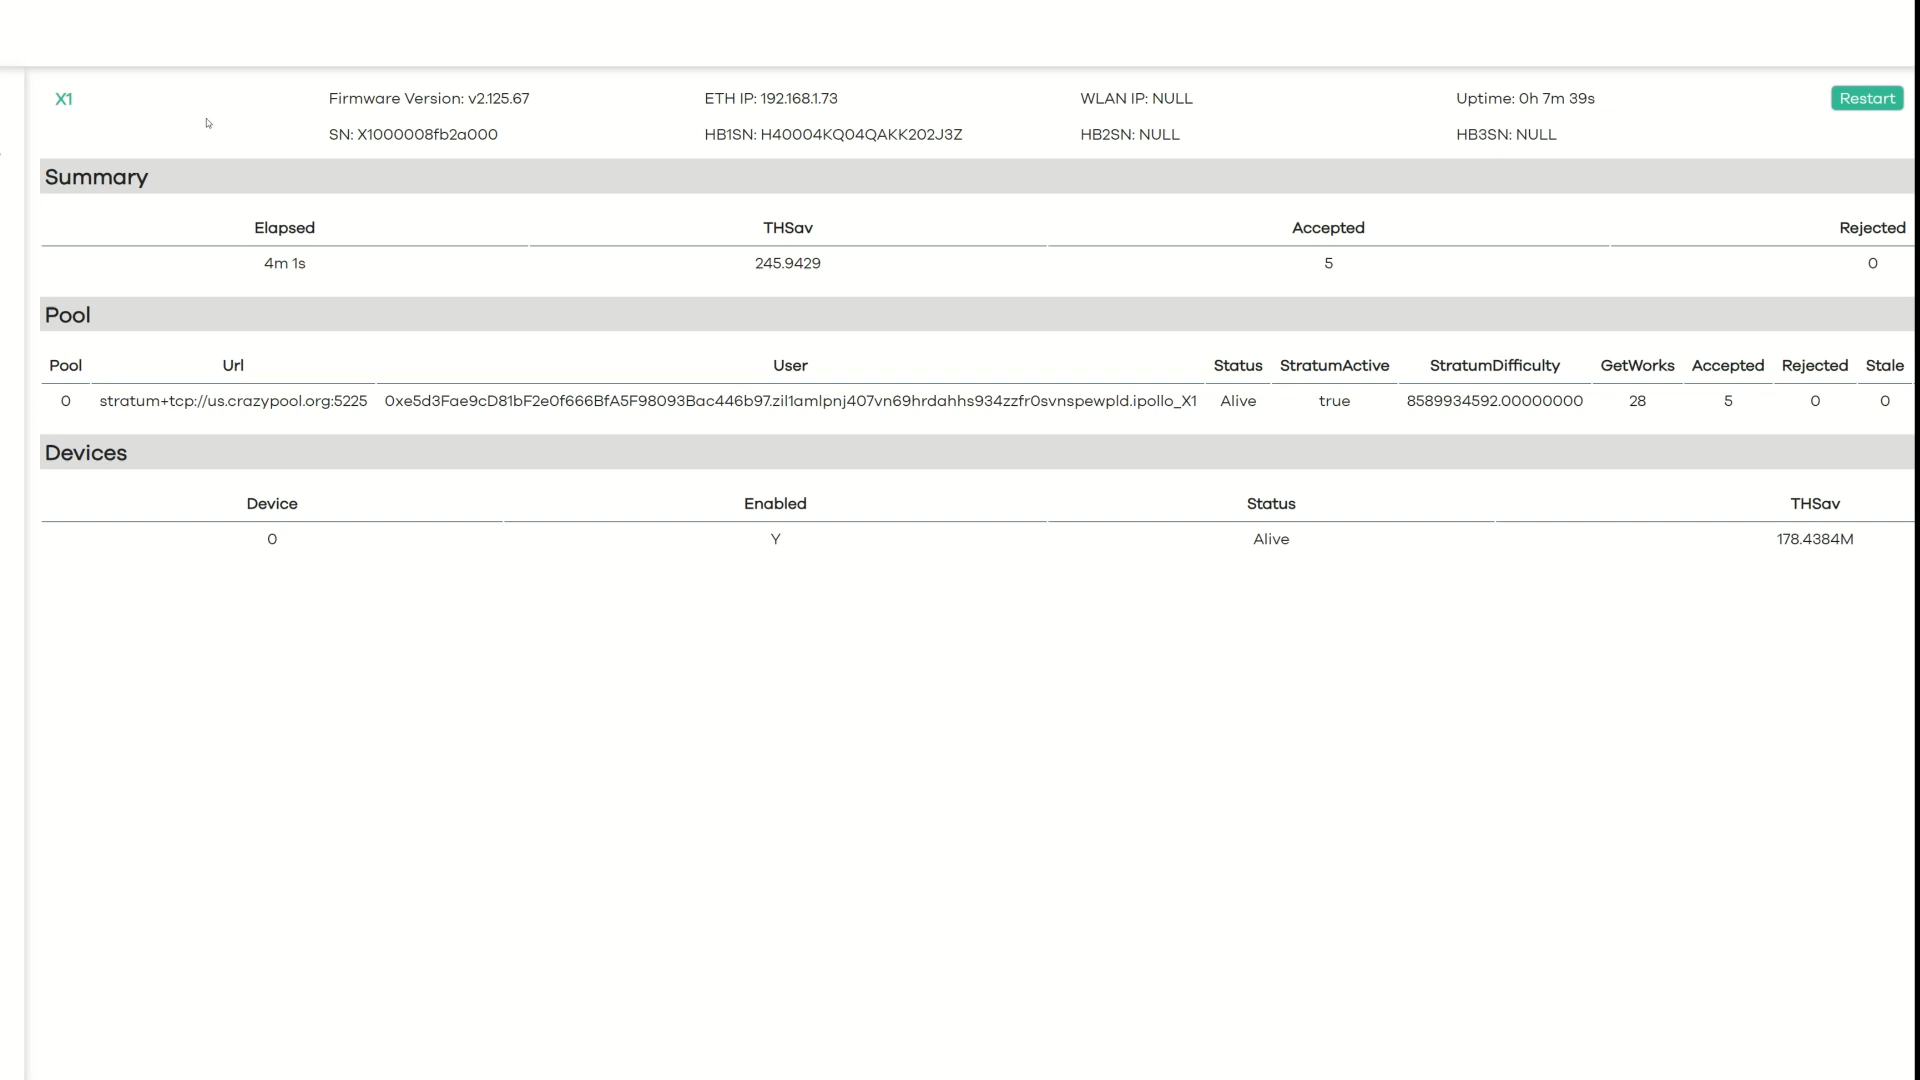 X1 Firmware Version: v2.125.67 ETH IP: 192.168.1.73 WLAN IP: NULL Uptime: 0h 7m 39s Restart
SN: X1000008fb2a000 HB1SN: H40004KQ04QAKK202J3Z HB2SN: NULL HB3SN: NULL
Summary
Elapsed THSav Accepted Rejected
4m 1s 245.9429 5 0
Pool
Pool Url User Status StratumActive StratumDifficulty GetWorks Accepted Rejected Stale
0 stratum+tcp://us.crazypool.org:5225 0xe5d3Fae9cD81bF2e0f666BfA5F98093Bac446b97.zil1amlpnj407vn69hrdahhs934zzfr0svnspewpld.ipollo_X1 Alive true 8589934592.00000000 28 5 0 0
Devices
Device Enabled Status THSav
0 Y Alive 178.4384M